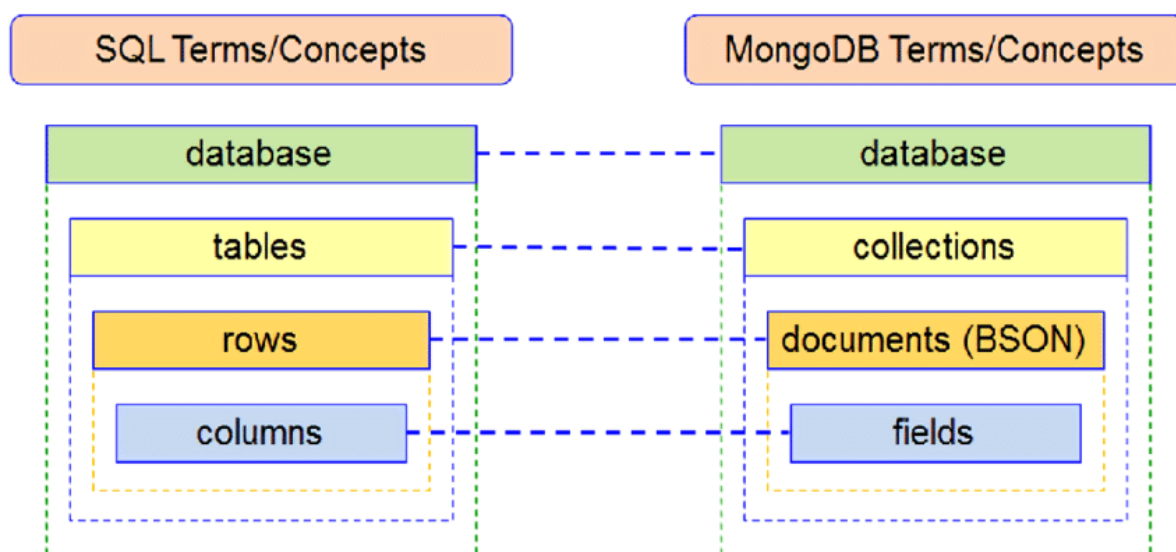 SQL Terms/Concepts
MongoDB Terms/Concepts
database
database
tables
collections
rows
documents (BSON)
columns
fields